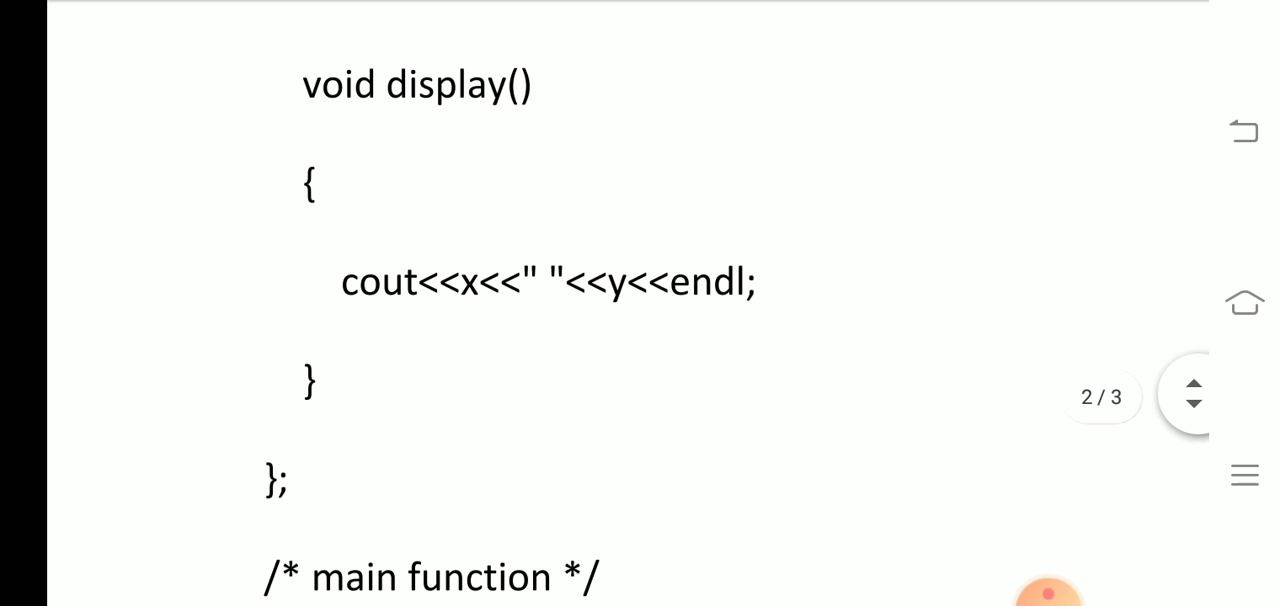 void display()
{
cout<<x<<" "<<y<<endl;
}
2 / 3
};
/* main function */